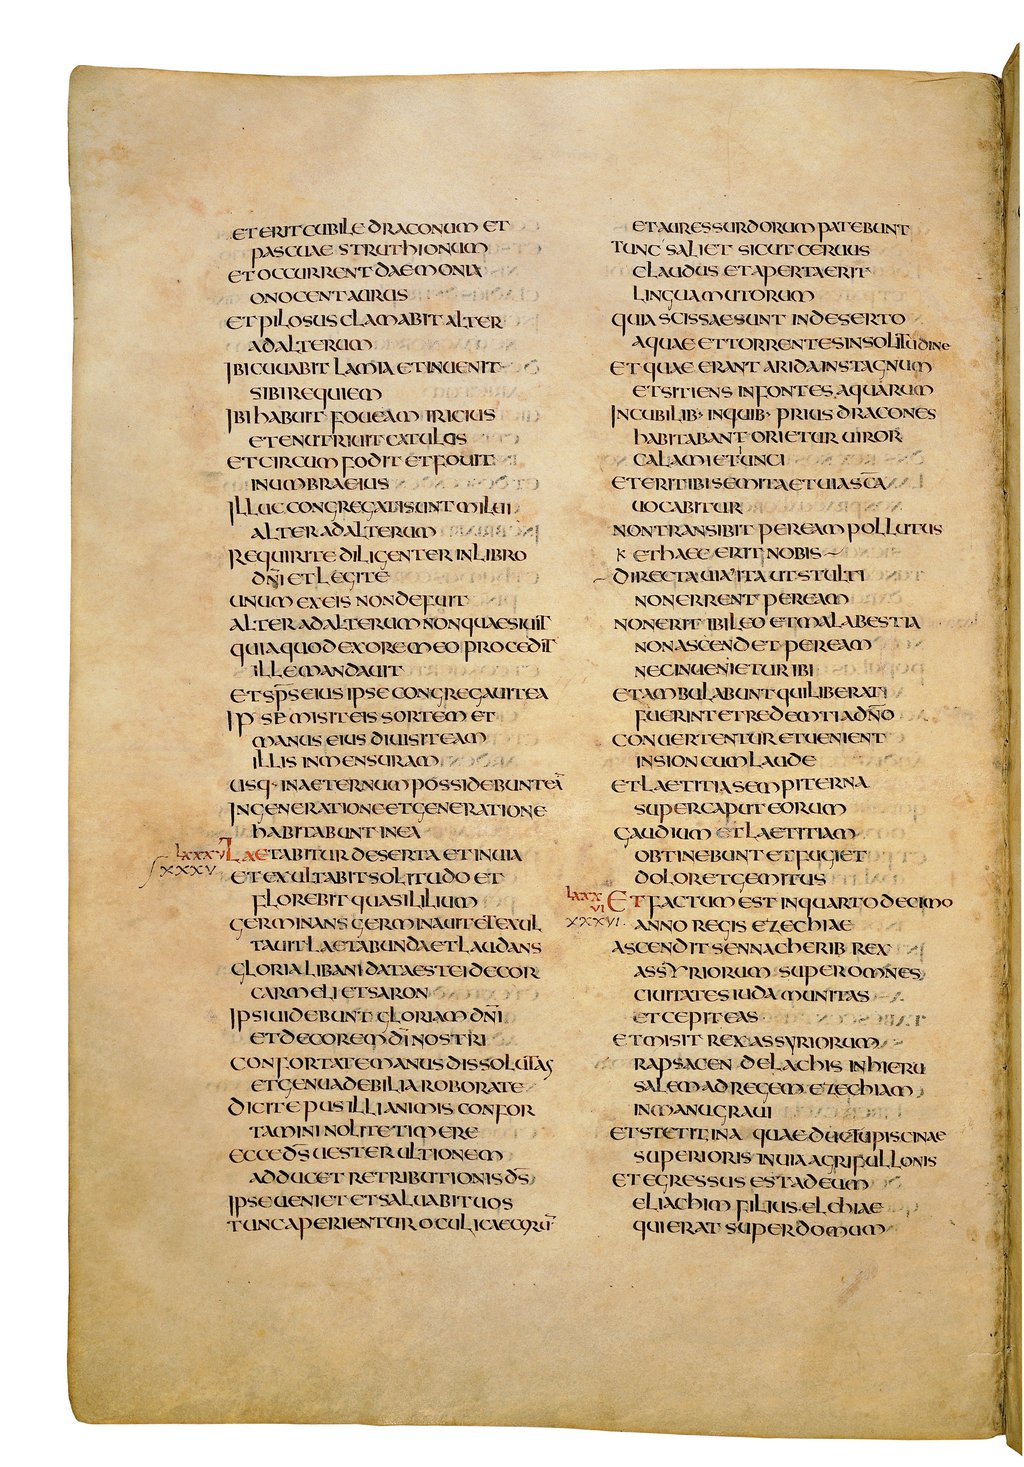 ET ERIT CUBILE DRACONUM ET
PASCUAE STRUTHIONUM
ET OCCURRENT DAEMONIA
ONOCENTAURUS
ET PILOSUS CLAMABIT ALTER
AD ALTERUM
IBI CUUABIT LAMIA ET INUENIT
SIBI REQUIEM
IBI HABUIT FOUEAM IRICIUS
ET ENUTRIUIT CATULOS
ET CIRCUM FODIT ET FOUIT
IN UMBRA EIUS
ILLUC CONGREGATI SUNT MILUI
ALTER AD ALTERUM
REQUIRITE DILIGENTER IN LIBRO
DN̄I ET LEGITE
UNUM EX EIS NON DEFUIT
ALTER AD ALTERUM NON QUAESIUIT
QUIA QUOD EX ORE MEO PROCEDIT
ILLE MANDAUIT
ET SP̄S EIUS IPSE CONGREGAUIT EA
IPSE MISIT EIS SORTEM ET
MANUS EIUS DIUISIT EAM
ILLIS IN MENSURAM
USQ· IN AETERNUM POSSIDEBUNT EĀ
IN GENERATIONE ET GENERATIONE
HABITABUNT IN EA
LXXXV LAETABITUR DESERTA ET INUIA
XXXV ET EXULTABIT SOLITUDO ET
FLOREBIT QUASI LILIUM
GERMINANS GERMINAUIT ET EXUL
TAUIT LAETABUNDA ET LAUDANS
GLORIA LIBANI DATA EST EI DECOR
CARMELI ET SARON
IPSI UIDEBUNT GLORIAM DN̄I
ET DECOREM DI NOSTRI
CONFORTATE MANUS DISSOLUTAS
ET GENUA DEBILIA ROBORATE
DICITE PUSILLIANIMIS CONFOR
TAMINI NOLITE TIMERE
ECCE DS̄ UESTER ULTIONEM
ADDUCET RETRIBUTIONIS DS̄
IPSE UENIET ET SALUABIT UOS
TUNC APERIENTUR OCULI CAECORŪ
ET AURES SURDORUM PATEBUNT
TUNC SALIET SICUT CERUUS
CLAUDUS ET APERTA ERIT
LINGUA MUTORUM
QUIA SCISSAE SUNT IN DESERTO
AQUAE ET TORRENTES IN SOLITUDINE
ET QUAE ERANT ARIDA IN STAGNUM
ET SITIENS IN FONTES AQUARUM
IN CUBILIB· IN QUIB· PRIUS DRACONES
HABITABANT ORIETUR UIROR
CALAMI ET IUNCI
ET ERIT IBI SEMITA ET UIA SC̄A
UOCABITUR
NON TRANSIBIT PER EAM POLLUTUS
ET HAEC ERIT NOBIS
DIRECTA UIA ITA UT STULTI
NON ERRENT PER EAM
NON ERIT IBI LEO ET MALA BESTIA
NON ASCENDET PER EAM
NEC INUENIETUR IBI
ET AMBULABUNT QUI LIBERATI
FUERINT ET REDEMTI A DN̄O
CONUERTENTUR ET UENIENT
IN SION CUM LAUDE
ET LAETITIA SEMPITERNA
SUPER CAPUT EORUM
GAUDIUM ET LAETITIAM
OBTINEBUNT ET FUGIET
DOLOR ET GEMITUS
LXXXVI ET FACTUM EST IN QUARTODECIMO
XXXVI· ANNO REGIS EZECHIAE
ASCENDIT SENNACHERIB REX
ASSYRIORUM SUPER OMNES
CIUITATES IUDA MUNITAS
ET CEPIT EAS
ET MISIT REX ASSYRIORUM
RAPSACEN DE LACHIS IN HIERU
SALEM AD REGEM EZECHIAM
IN MANU GRAUI
ET STETIT IN AQUAEDUCTU PISCINAE
SUPERIORIS IN UIA AGRI FULLONIS
ET EGRESSUS EST AD EUM
ELIACHIM FILIUS ELCHIAE
QUI ERAT SUPER DOMUM